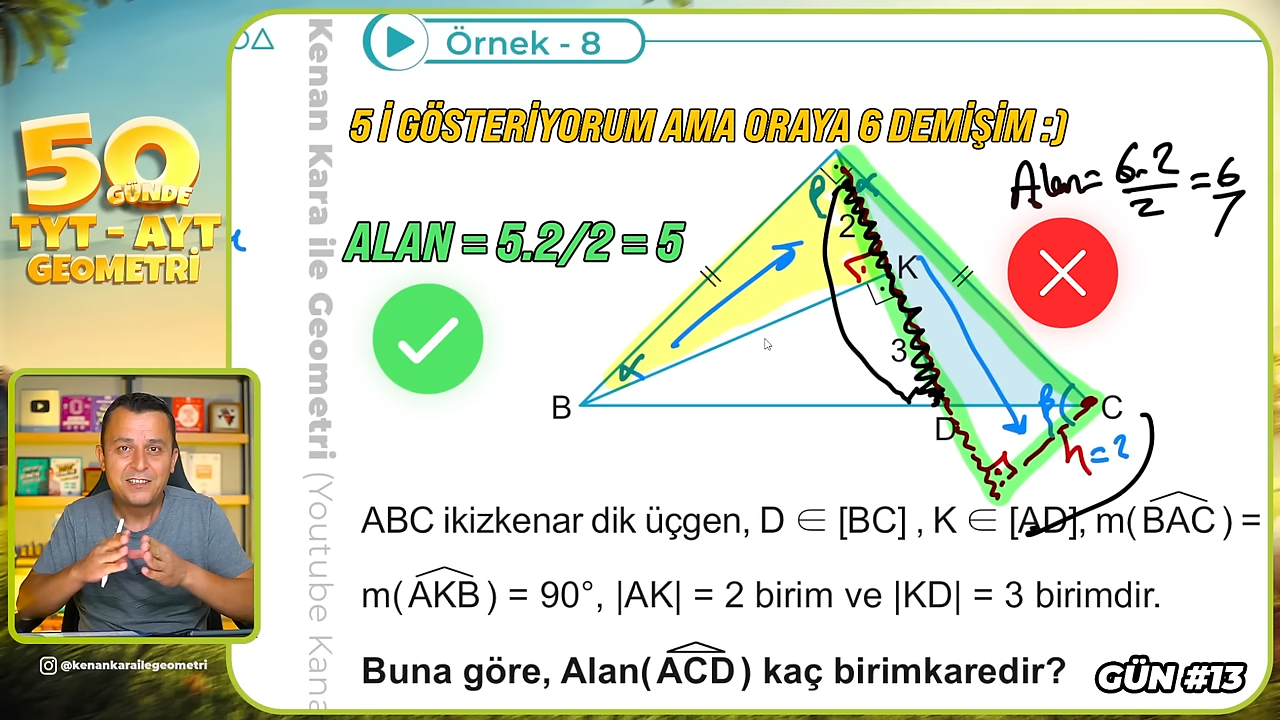 Örnek - 8
5 İ GÖSTERİYORUM AMA ORAYA 6 DEMİŞİM :)
50
GÜNDE
TYT - AYT
GEOMETRİ
ALAN = 5.2/2 = 5
Alan = 6.2/2 = 6
Kenan Kara ile Geometri (Youtube Kana
β
α
2
K
3
α
B
β
C
D
h = 2
ABC ikizkenar dik üçgen, D ∈ [BC] , K ∈ [AD], m(BAC) =
m(AKB) = 90°, |AK| = 2 birim ve |KD| = 3 birimdir.
Buna göre, Alan(ACD) kaç birimkaredir?
@kenankarailegeometri
GÜN #13